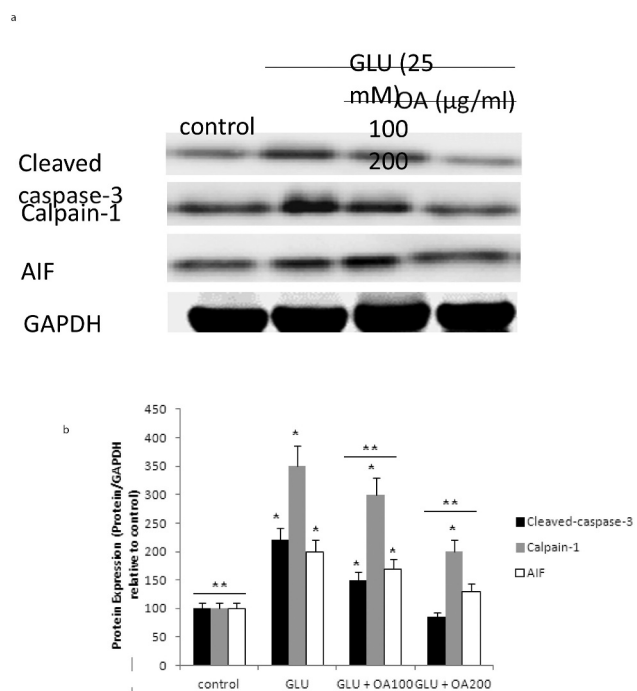 a
GLU (25
mM)
OA (µg/ml)
control
100
200
Cleaved
caspase-3
Calpain-1
AIF
GAPDH
b
Protein Expression (Protein/GAPDH
relative to control)
450
400
350
300
250
200
150
100
50
0
**
*
*
*
**
*
*
*
**
*
control
GLU
GLU + OA100
GLU + OA200
Cleaved-caspase-3
Calpain-1
AIF